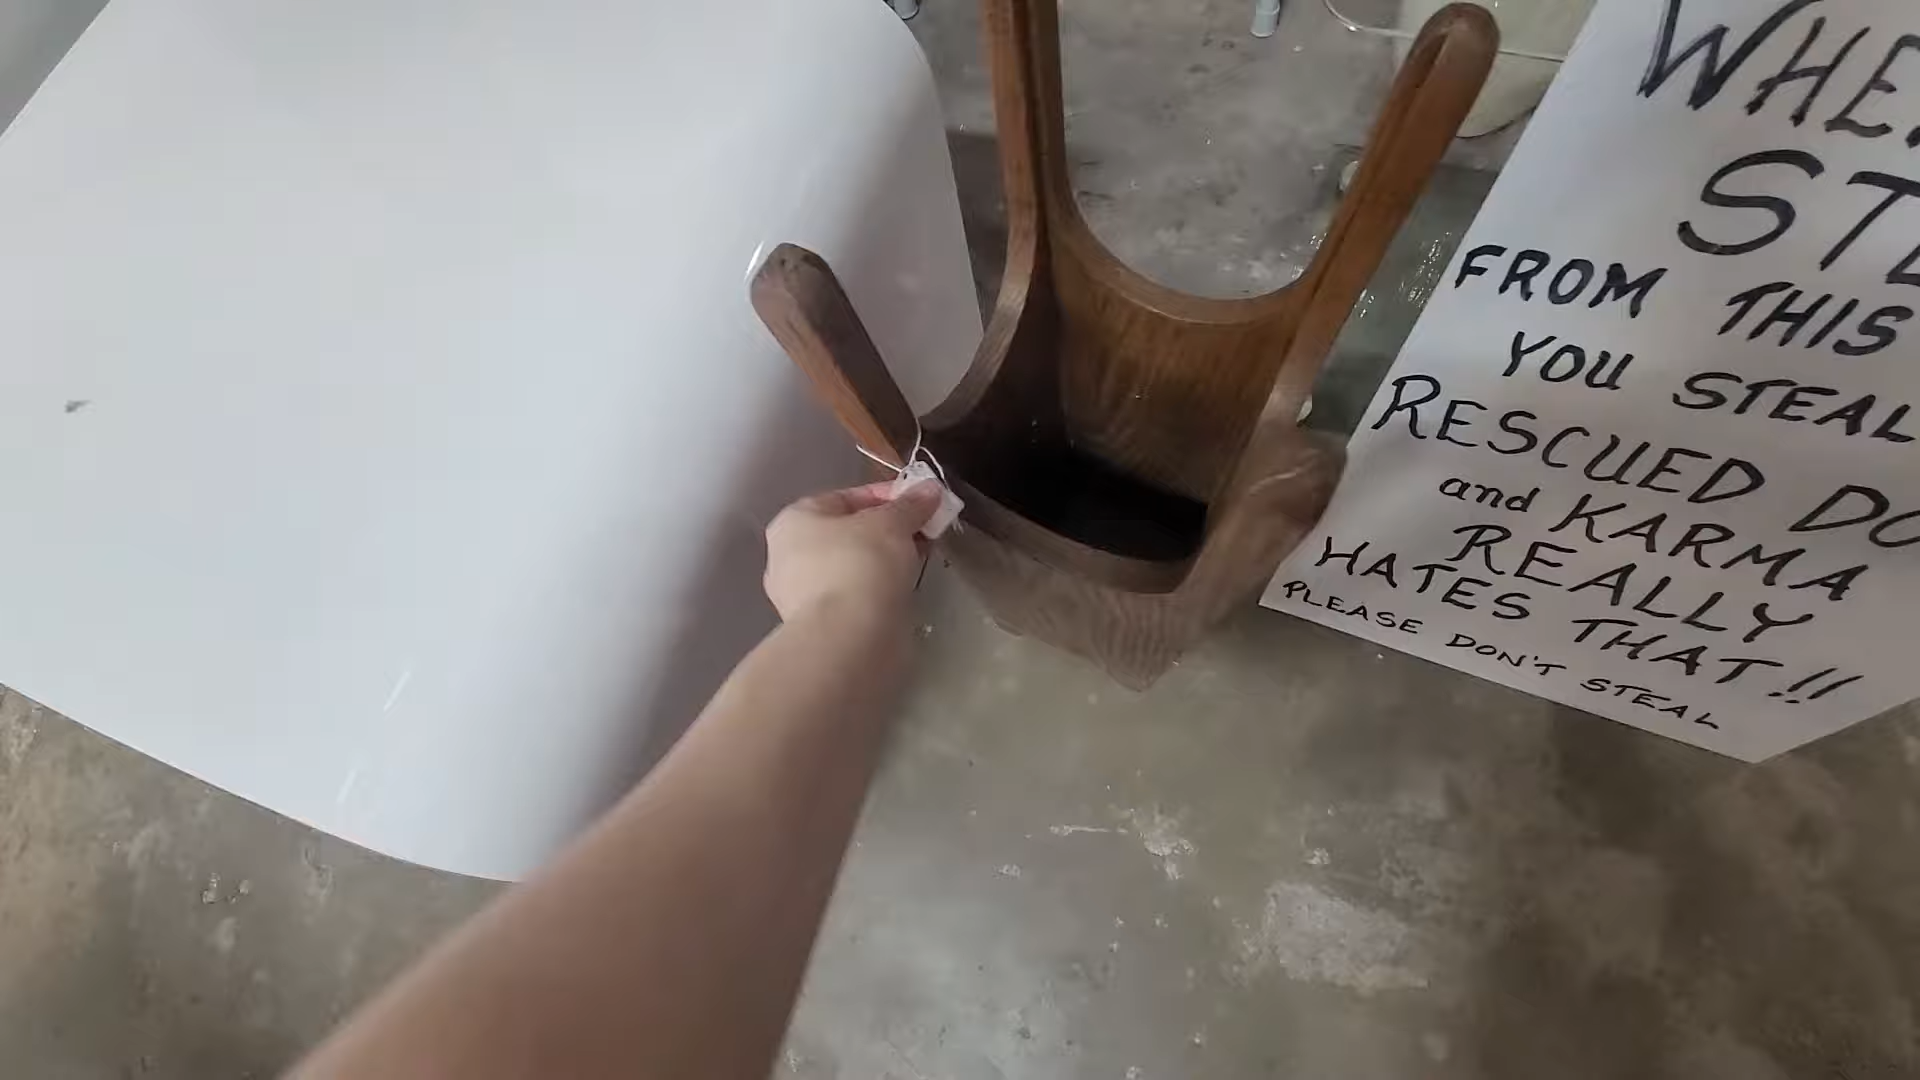 FROM THIS
YOU STEAL
RESCUED
and KARMA
REALLY
HATES THAT!!
PLEASE DON'T STEAL